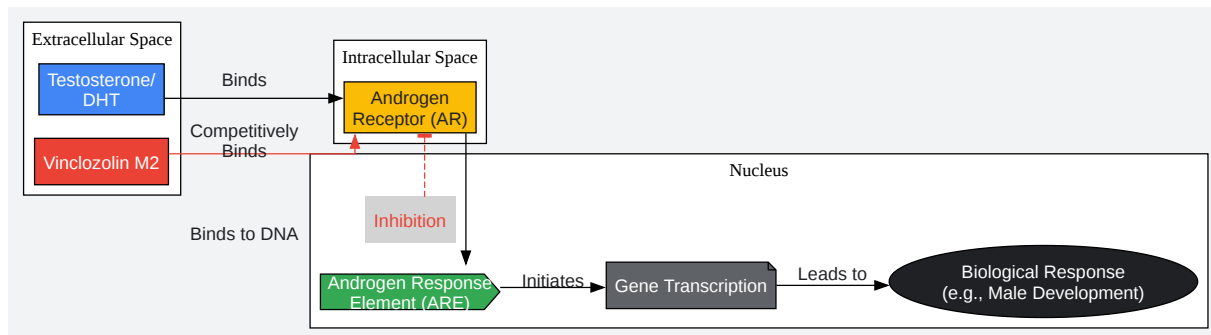 Extracellular Space
Testosterone/
DHT
Vinclozolin M2
Binds
Competitively
Binds
Intracellular Space
Androgen
Receptor (AR)
Nucleus
Inhibition
Binds to DNA
Androgen Response
Element (ARE)
Initiates
Gene Transcription
Leads to
Biological Response
(e.g., Male Development)